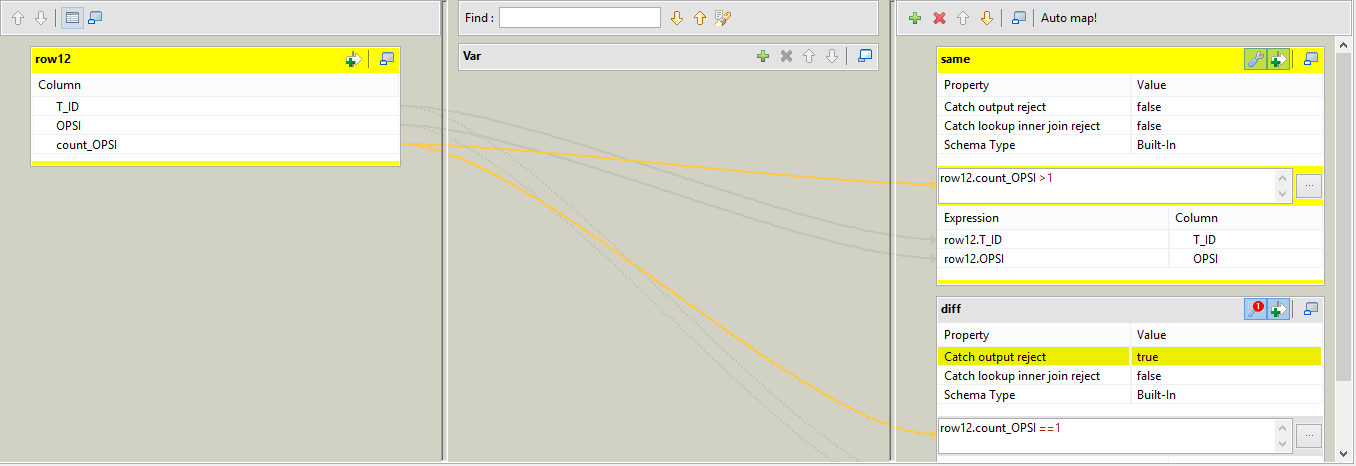 Find :
Auto map!
row12
Column
T_ID
OPSI
count_OPSI
Var
same
Property Value
Catch output reject false
Catch lookup inner join reject false
Schema Type Built-In
row12.count_OPSI >1
...
Expression Column
row12.T_ID T_ID
row12.OPSI OPSI
diff
1
Property Value
Catch output reject true
Catch lookup inner join reject false
Schema Type Built-In
row12.count_OPSI ==1
...